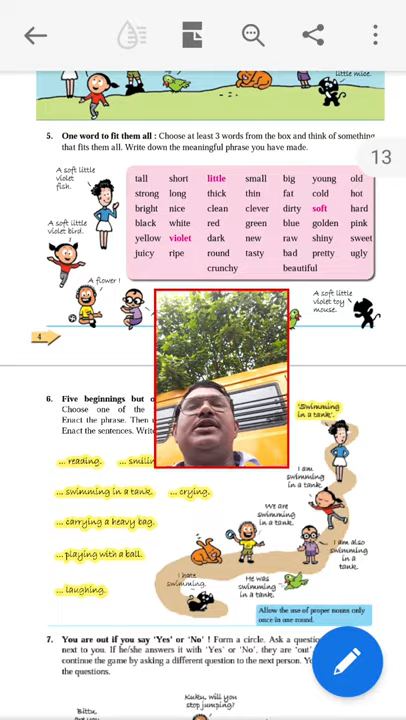 little mice.
5. One word to fit them all : Choose at least 3 words from the box and think of something
that fits them all. Write down the meaningful phrase you have made.
13
A soft little
violet
fish.
tall short little small big young old
strong long thick thin fat cold hot
bright nice clean clever dirty soft hard
black white red green blue golden pink
yellow violet dark new raw shiny sweet
juicy ripe round tasty bad pretty ugly
crunchy beautiful
A soft little
violet bird.
A flower !
A soft little
violet toy
mouse.
4
6. Five beginnings but
Choose one of the
Enact the phrase. Then
Enact the sentences.
'Swimming
in a tank'.
... reading.
... swimming in a tank.
... crying.
... carrying a heavy bag.
... playing with a ball.
... laughing.
I am
swimming
in a tank.
We are
swimming
in a tank.
I am also
swimming
in a
tank.
I hate
swimming.
He was
swimming
in a tank.
Allow the use of proper nouns only
once in one round.
7. You are out if you say 'Yes' or 'No' ! Form a circle. Ask a
next to you. If he/she answers it with 'Yes' or 'No', they are 'out'.
continue the game by asking a different question to the next person.
the questions.
Kuku, will you
stop jumping?
Bittu,